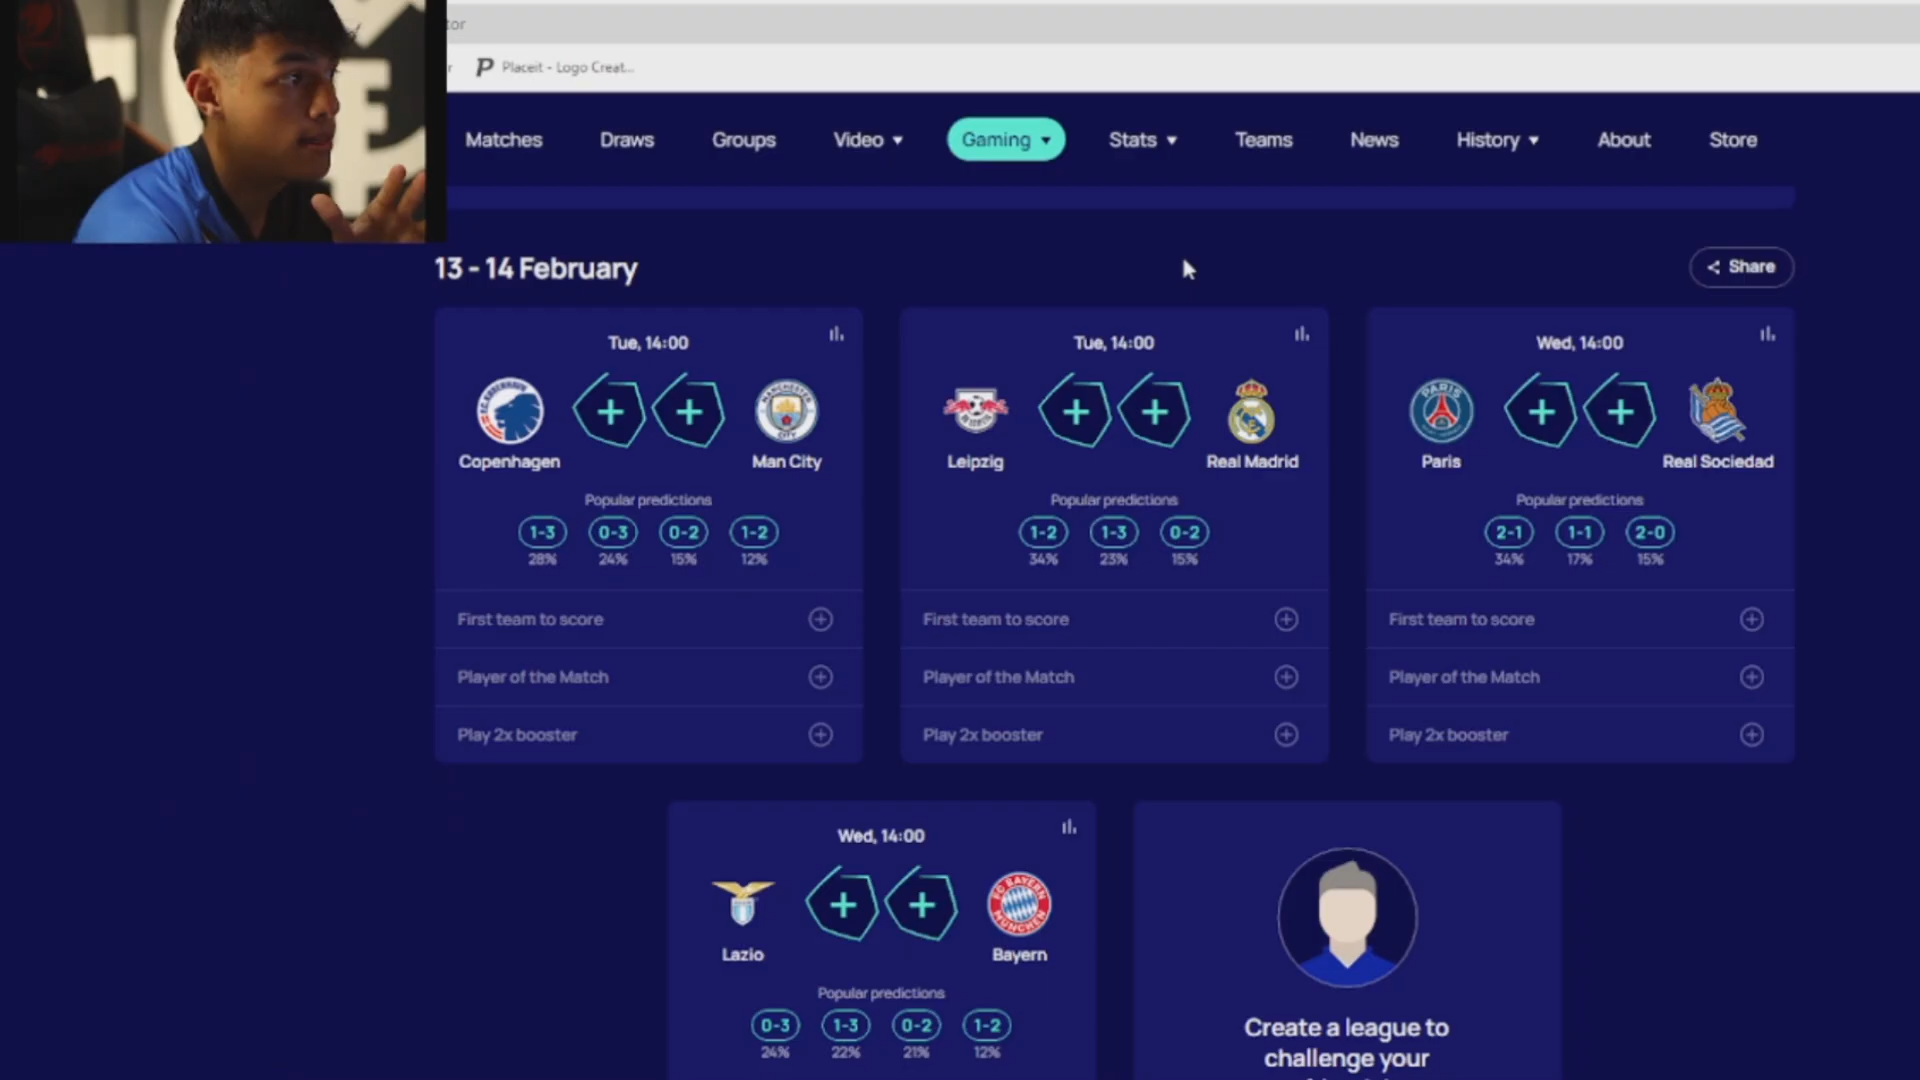 tor
r
Placeit - Logo Creat...
Matches
Draws
Groups
Video
Gaming
Stats
Teams
News
History
About
Store
13 - 14 February
Share
Tue, 14:00
Copenhagen
Man City
Popular predictions
1-3
0-3
0-2
1-2
28%
24%
15%
12%
First team to score
Player of the Match
Play 2x booster
Tue, 14:00
Leipzig
Real Madrid
Popular predictions
1-2
1-3
0-2
34%
23%
15%
First team to score
Player of the Match
Play 2x booster
Wed, 14:00
PARIS
Paris
Real Sociedad
Popular predictions
2-1
1-1
2-0
34%
17%
15%
First team to score
Player of the Match
Play 2x booster
Wed, 14:00
FC BAYERN
MÜNCHEN
Lazio
Bayern
Popular predictions
0-3
1-3
0-2
1-2
24%
22%
21%
12%
Create a league to
challenge your